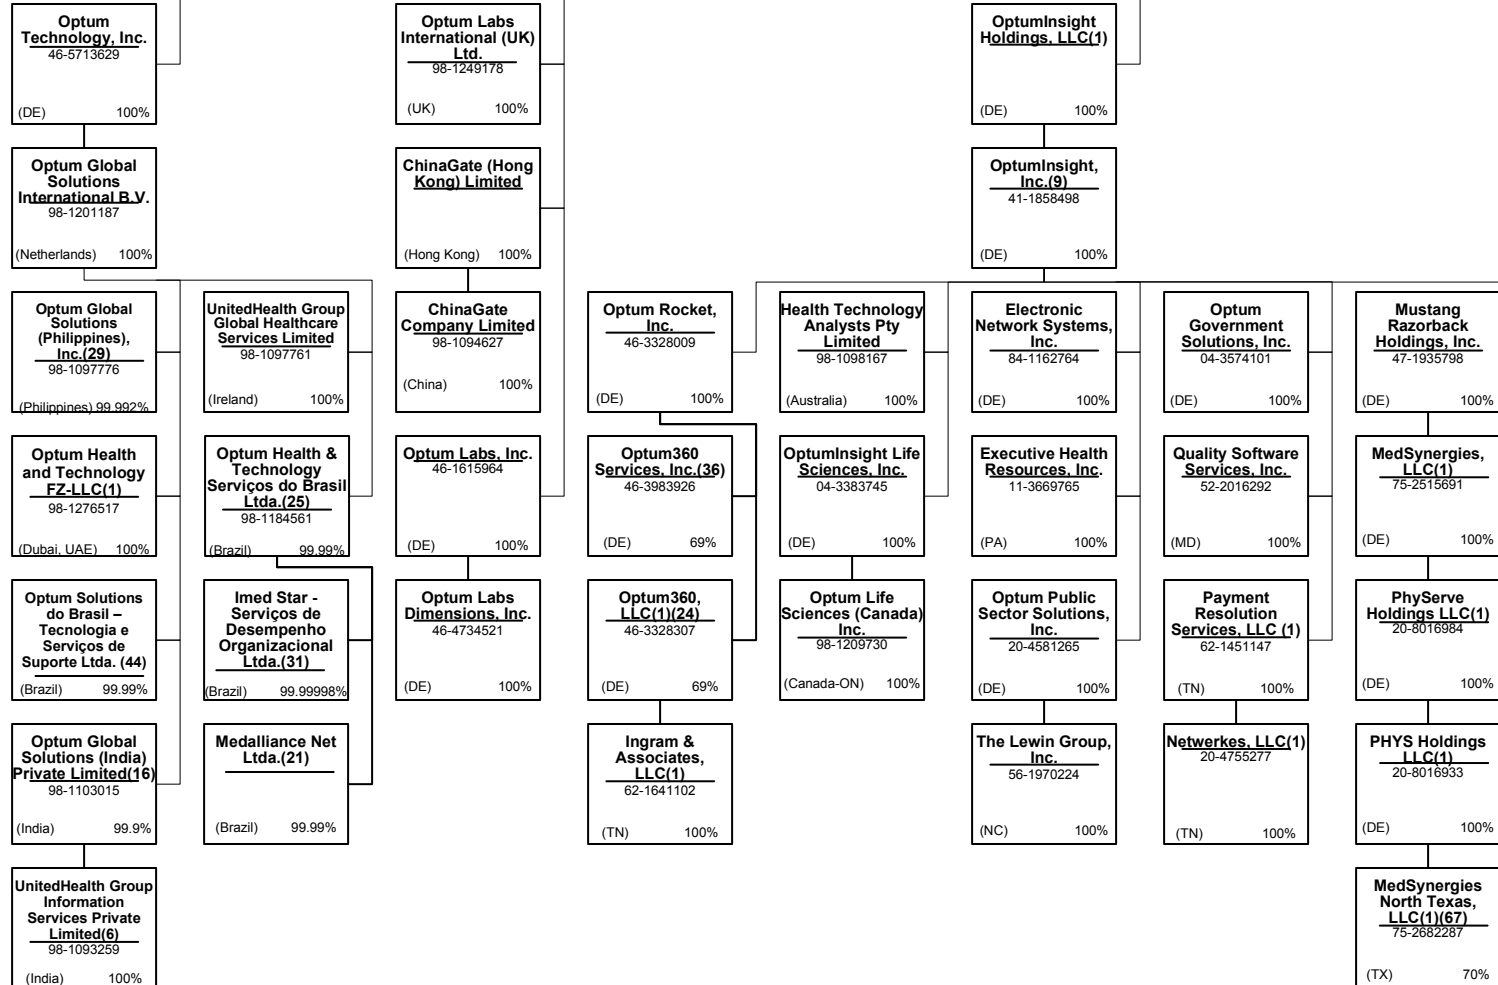 Optum
Technology, Inc.
46-5713629
(DE) 100%
Optum Labs
International (UK)
Ltd.
98-1249178
(UK) 100%
OptumInsight
Holdings, LLC(1)
(DE) 100%
Optum Global
Solutions
International B.V.
98-1201187
(Netherlands) 100%
ChinaGate (Hong
Kong) Limited
(Hong Kong) 100%
OptumInsight,
Inc.(9)
41-1858498
(DE) 100%
Optum Global
Solutions
(Philippines),
Inc.(29)
98-1097776
(Philippines) 99.992%
UnitedHealth Group
Global Healthcare
Services Limited
98-1097761
(Ireland) 100%
ChinaGate
Company Limited
98-1094627
(China) 100%
Optum Rocket,
Inc.
46-3328009
(DE) 100%
Health Technology
Analysts Pty
Limited
98-1098167
(Australia) 100%
Electronic
Network Systems,
Inc.
84-1162764
(DE) 100%
Optum
Government
Solutions, Inc.
04-3574101
(DE) 100%
Mustang
Razorback
Holdings, Inc.
47-1935798
(DE) 100%
Optum Health
and Technology
FZ-LLC(1)
98-1276517
(Dubai, UAE) 100%
Optum Health &
Technology
Serviços do Brasil
Ltda.(25)
98-1184561
(Brazil) 99.99%
Optum Labs, Inc.
46-1615964
(DE) 100%
Optum360
Services, Inc.(36)
46-3983926
(DE) 69%
OptumInsight Life
Sciences, Inc.
04-3383745
(DE) 100%
Executive Health
Resources, Inc.
11-3669765
(PA) 100%
Quality Software
Services, Inc.
52-2016292
(MD) 100%
MedSynergies,
LLC(1)
75-2515691
(DE) 100%
Optum Solutions
do Brasil –
Tecnologia e
Serviços de
Suporte Ltda. (44)
(Brazil) 99.99%
Imed Star -
Serviços de
Desempenho
Organizacional
Ltda.(31)
(Brazil) 99.99998%
Optum Labs
Dimensions, Inc.
46-4734521
(DE) 100%
Optum360,
LLC(1)(24)
46-3328307
(DE) 69%
Optum Life
Sciences (Canada)
Inc.
98-1209730
(Canada-ON) 100%
Optum Public
Sector Solutions,
Inc.
20-4581265
(DE) 100%
Payment
Resolution
Services, LLC (1)
62-1451147
(TN) 100%
PhyServe
Holdings LLC(1)
20-8016984
(DE) 100%
Optum Global
Solutions (India)
Private Limited(16)
98-1103015
(India) 99.9%
Medalliance Net
Ltda.(21)
(Brazil) 99.99%
Ingram &
Associates,
LLC(1)
62-1641102
(TN) 100%
The Lewin Group,
Inc.
56-1970224
(NC) 100%
Netwerkes, LLC(1)
20-4755277
(TN) 100%
PHYS Holdings
LLC(1)
20-8016933
(DE) 100%
UnitedHealth Group
Information
Services Private
Limited(6)
98-1093259
(India) 100%
MedSynergies
North Texas,
LLC(1)(67)
75-2682287
(TX) 70%